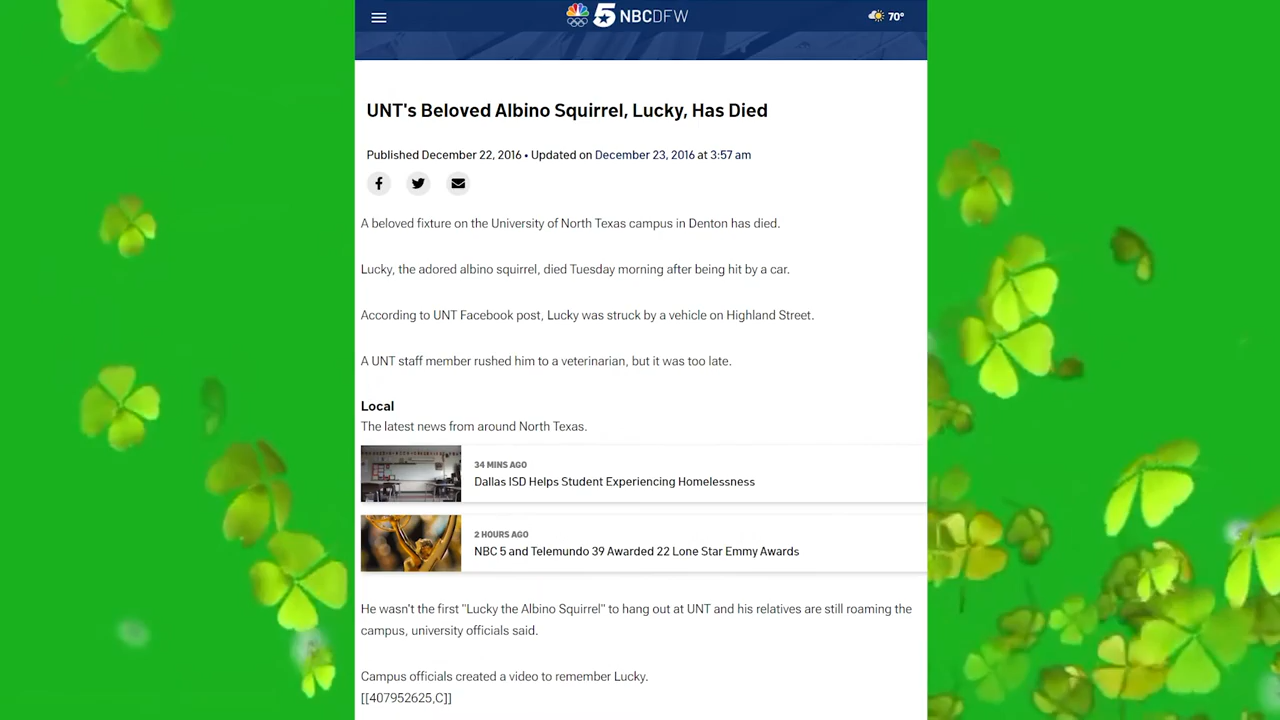 5 NBCDFW
70°
UNT's Beloved Albino Squirrel, Lucky, Has Died
Published December 22, 2016 • Updated on December 23, 2016 at 3:57 am
A beloved fixture on the University of North Texas campus in Denton has died.
Lucky, the adored albino squirrel, died Tuesday morning after being hit by a car.
According to UNT Facebook post, Lucky was struck by a vehicle on Highland Street.
A UNT staff member rushed him to a veterinarian, but it was too late.
Local
The latest news from around North Texas.
34 MINS AGO
Dallas ISD Helps Student Experiencing Homelessness
2 HOURS AGO
NBC 5 and Telemundo 39 Awarded 22 Lone Star Emmy Awards
He wasn't the first "Lucky the Albino Squirrel" to hang out at UNT and his relatives are still roaming the
campus, university officials said.
Campus officials created a video to remember Lucky.
[[407952625,C]]